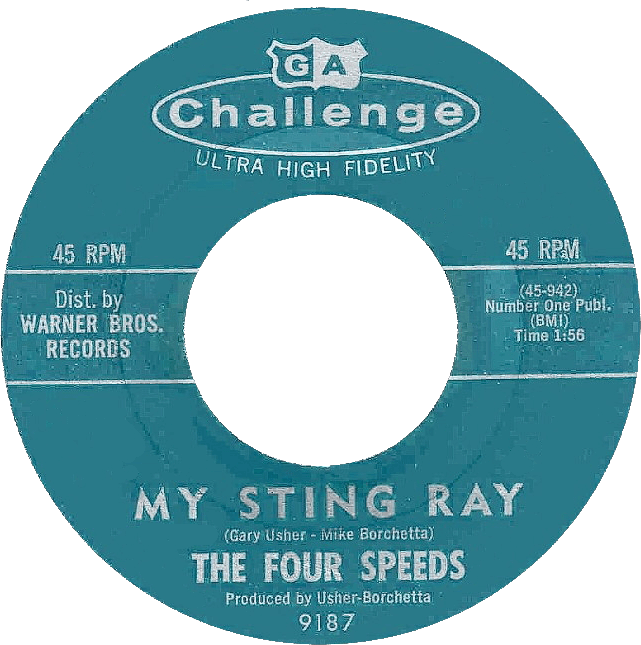 GA
Challenge
ULTRA HIGH FIDELITY
45 RPM
Dist. by
WARNER BROS.
RECORDS
45 RPM
(45-942)
Number One Publ.
(BMI)
Time 1:56
MY STING RAY
(Gary Usher - Mike Borchetta)
THE FOUR SPEEDS
Produced by Usher-Borchetta
9187